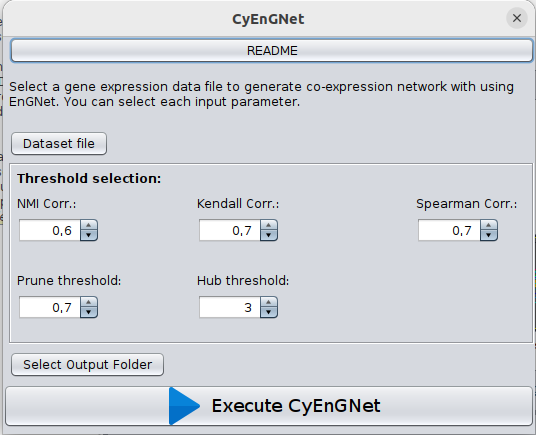 CyEnGNet
README
Select a gene expression data file to generate co-expression network with using
EnGNet. You can select each input parameter.
Dataset file
Threshold selection:
NMI Corr.: Kendall Corr.: Spearman Corr.:
0,6 0,7 0,7
Prune threshold: Hub threshold:
0,7 3
Select Output Folder
Execute CyEnGNet